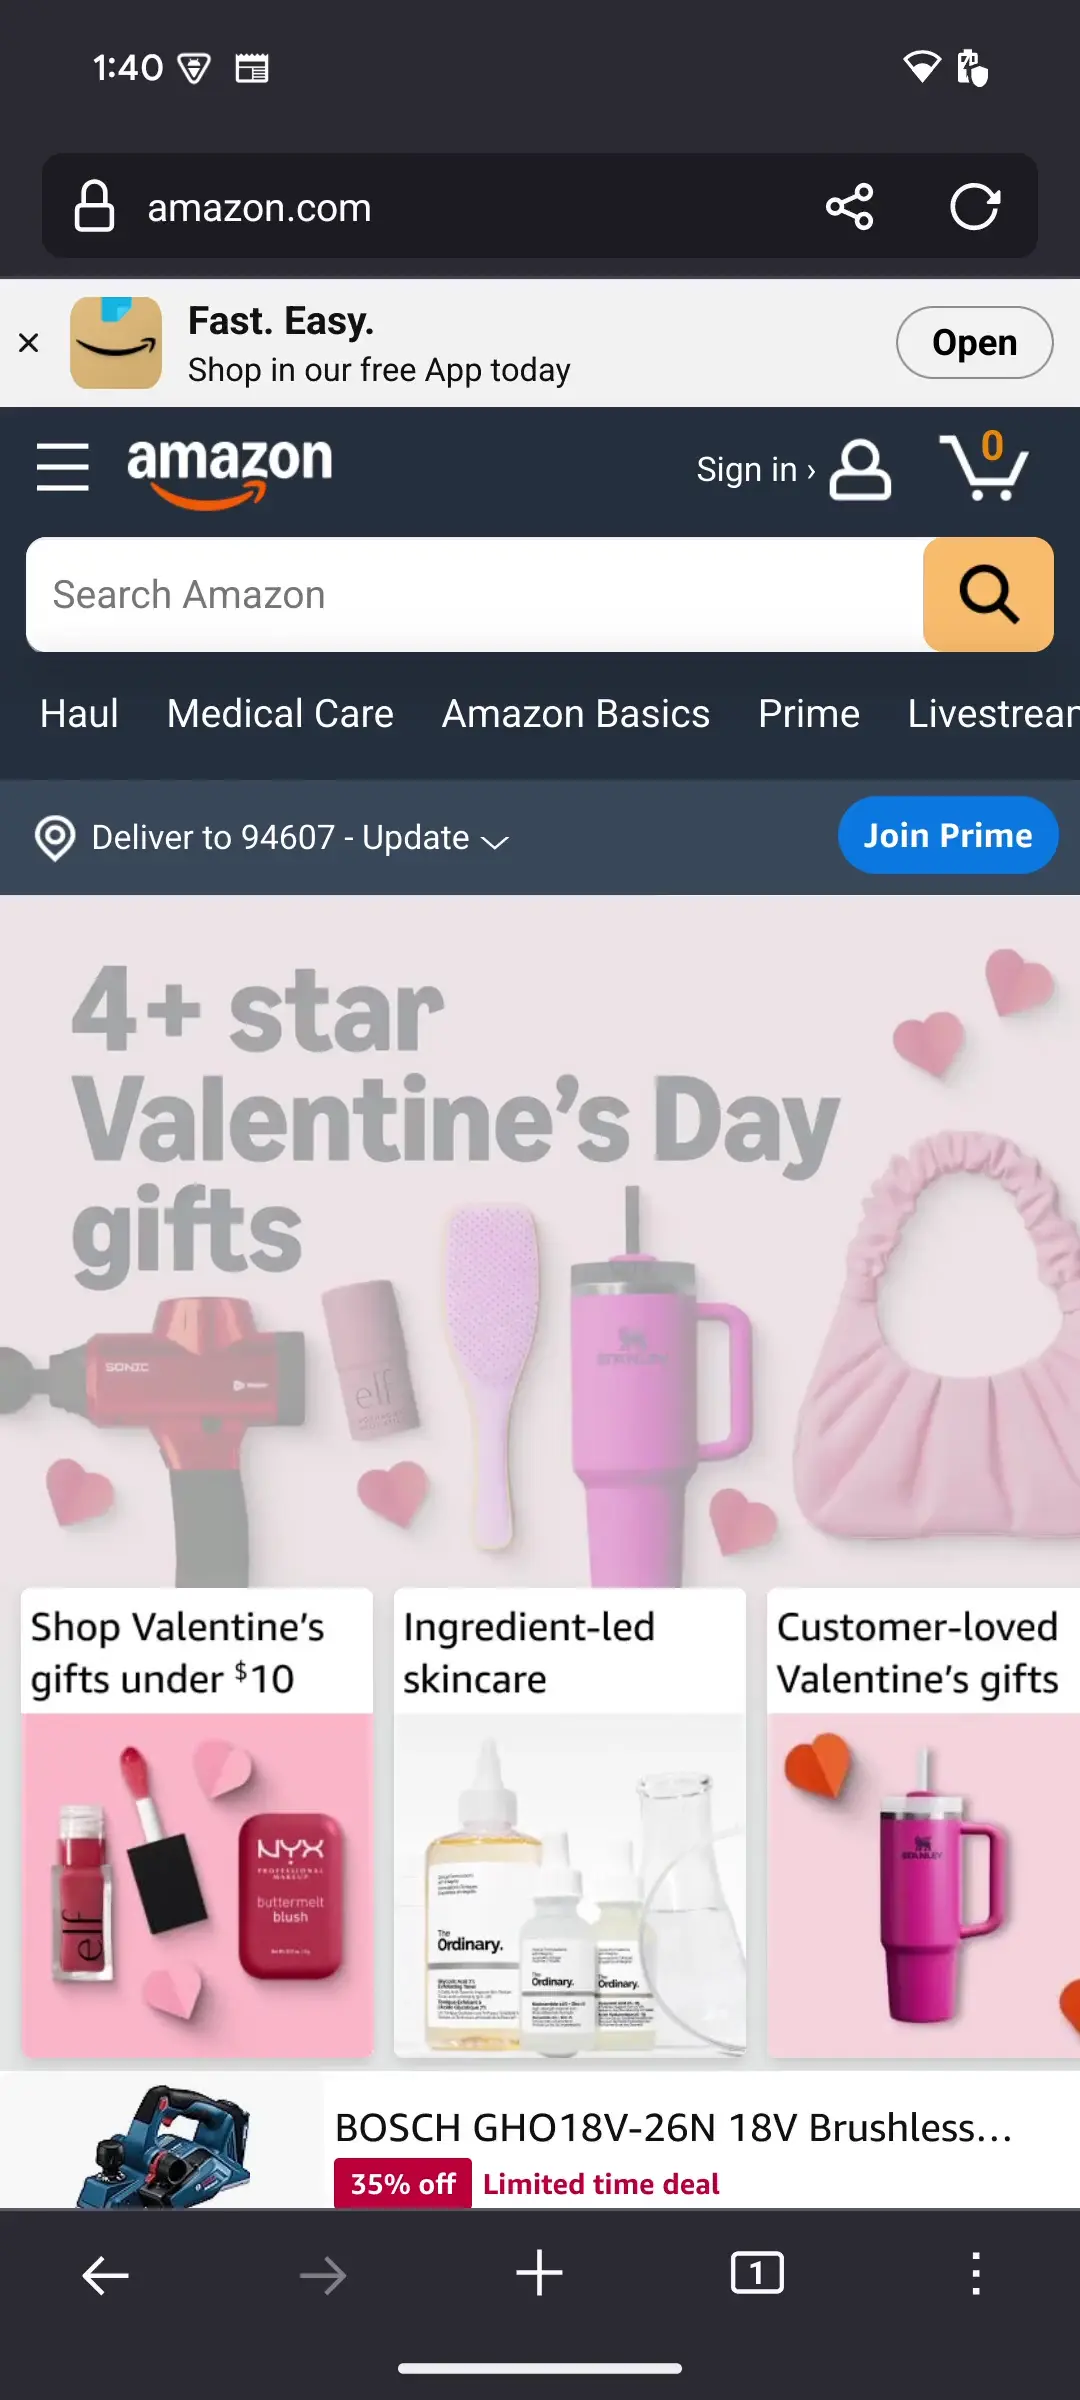 1:40
amazon.com
Fast. Easy.
Shop in our free App today
Open
amazon
Sign in ›
0
Search Amazon
Haul Medical Care Amazon Basics Prime Livestrear
Deliver to 94607 - Update
Join Prime
4+ star
Valentine's Day
gifts
SONIC
elf
STANLEY
Shop Valentine's
gifts under $10
Ingredient-led
skincare
Customer-loved
Valentine's gifts
elf
NYX
PROFESSIONAL
MAKEUP
buttermelt
blush
The
Ordinary.
Ordinary.
Ordinary.
STANLEY
BOSCH GHO18V-26N 18V Brushless...
35% off Limited time deal
1